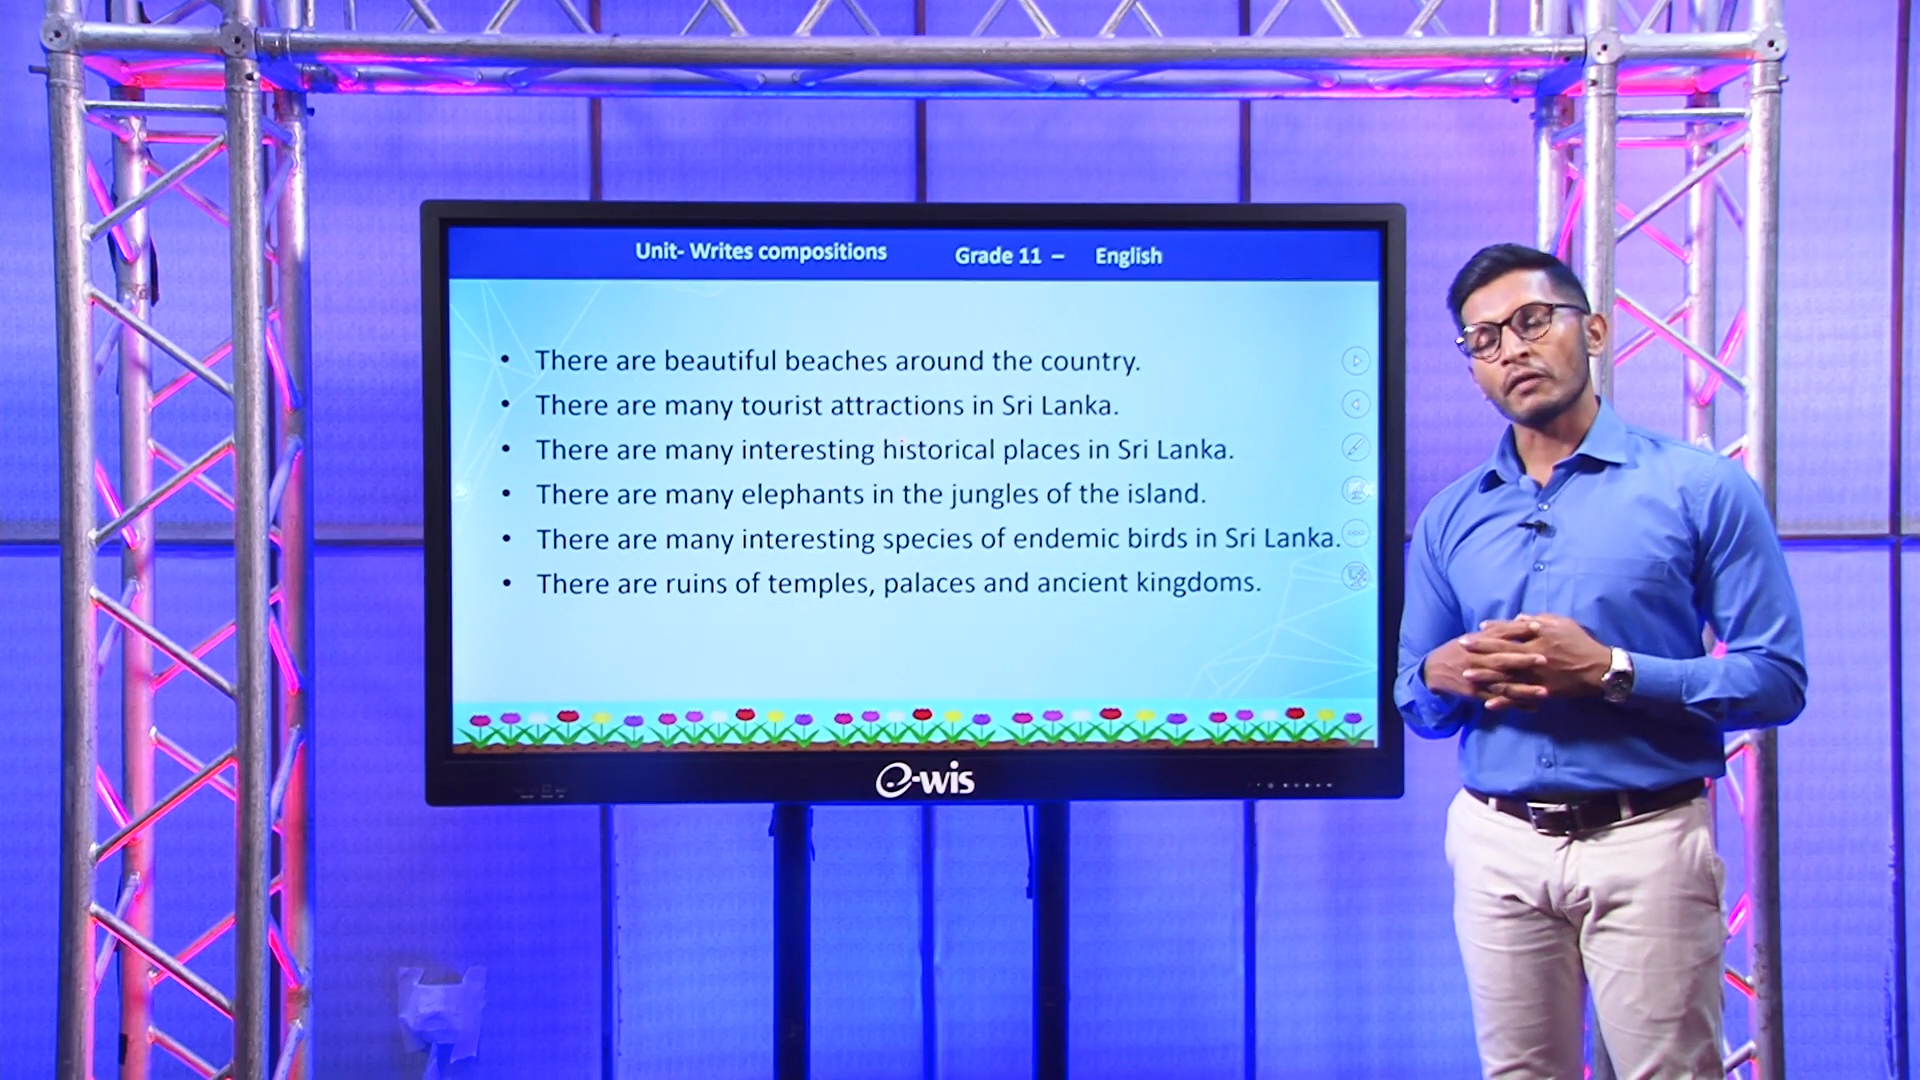 Unit- Writes compositions Grade 11 – English
• There are beautiful beaches around the country.
• There are many tourist attractions in Sri Lanka.
• There are many interesting historical places in Sri Lanka.
• There are many elephants in the jungles of the island.
• There are many interesting species of endemic birds in Sri Lanka.
• There are ruins of temples, palaces and ancient kingdoms.
e-wis